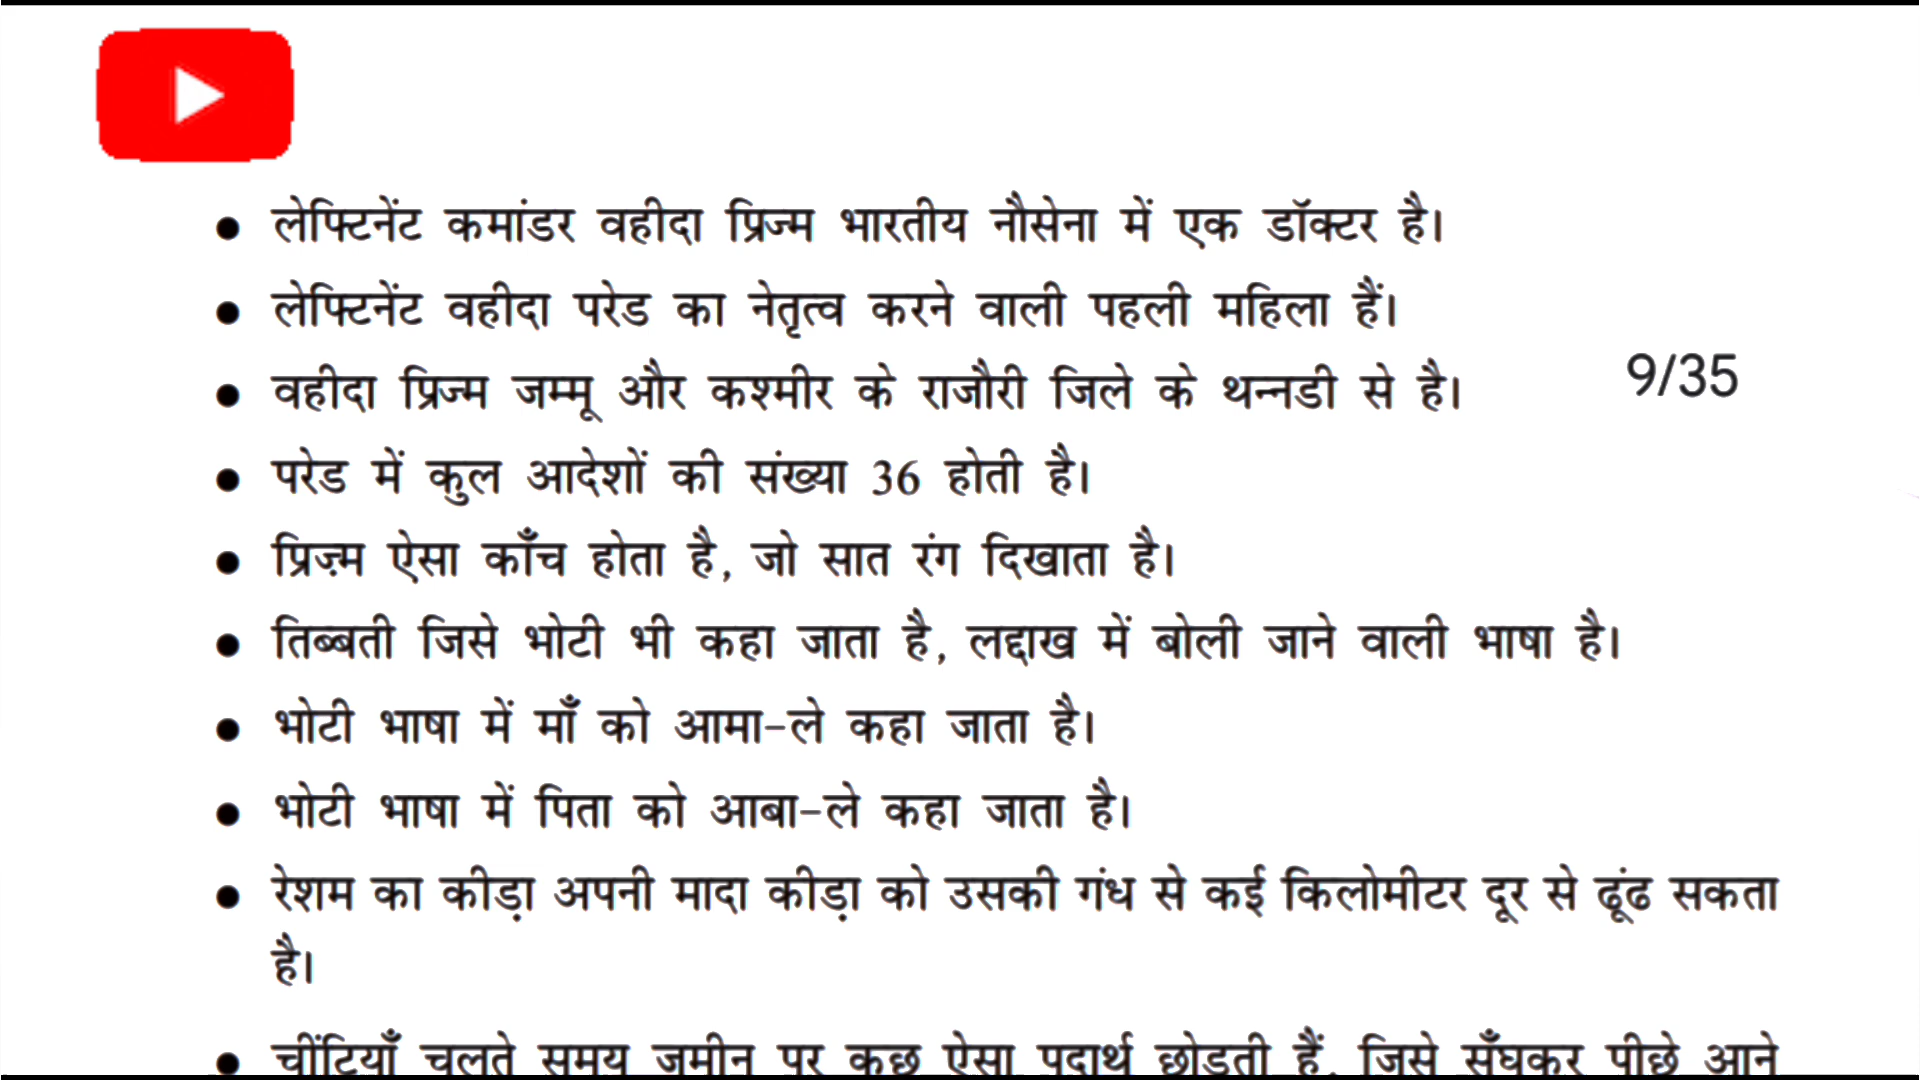 ● लेफ्टिनेंट कमांडर वहीदा प्रिज्म भारतीय नौसेना में एक डॉक्टर है।
● लेफ्टिनेंट वहीदा परेड का नेतृत्व करने वाली पहली महिला हैं।
● वहीदा प्रिज्म जम्मू और कश्मीर के राजौरी जिले के थन्नडी से है।
9/35
● परेड में कुल आदेशों की संख्या 36 होती है।
● प्रिज़्म ऐसा काँच होता है, जो सात रंग दिखाता है।
● तिब्बती जिसे भोटी भी कहा जाता है, लद्दाख में बोली जाने वाली भाषा है।
● भोटी भाषा में माँ को आमा-ले कहा जाता है।
● भोटी भाषा में पिता को आबा-ले कहा जाता है।
● रेशम का कीड़ा अपनी मादा कीड़ा को उसकी गंध से कई किलोमीटर दूर से ढूंढ सकता
है।
● चींटियाँ चलते समय जमीन पर कुछ ऐसा पदार्थ छोड़ती हैं, जिसे सूँघकर पीछे आने